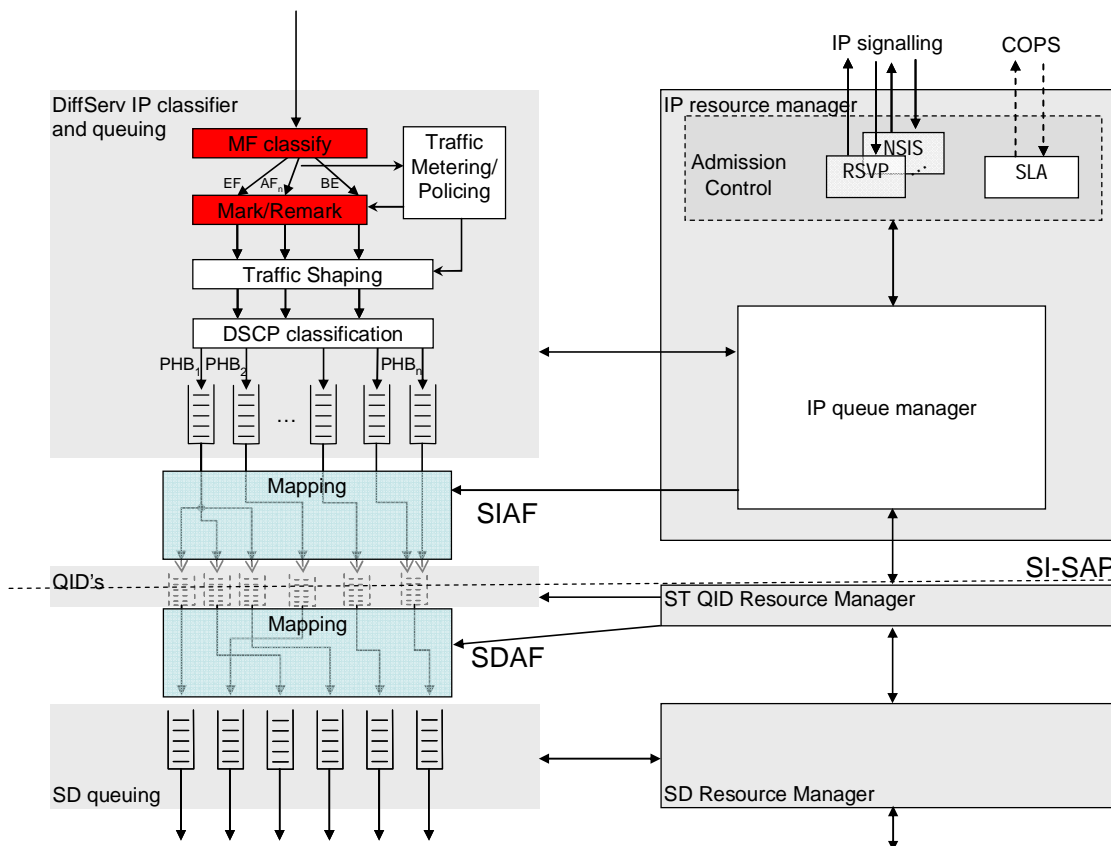 IP signalling
COPS
DiffServ IP classifier
and queuing
IP resource manager
MF classify
Traffic
Metering/
Policing
NSIS
RSVP
...
SLA
Admission
Control
EF
AFn
BE
Mark/Remark
Traffic Shaping
DSCP classification
PHB1
PHB2
PHBn
...
IP queue manager
Mapping
SIAF
SI-SAP
QID's
ST QID Resource Manager
Mapping
SDAF
SD queuing
SD Resource Manager